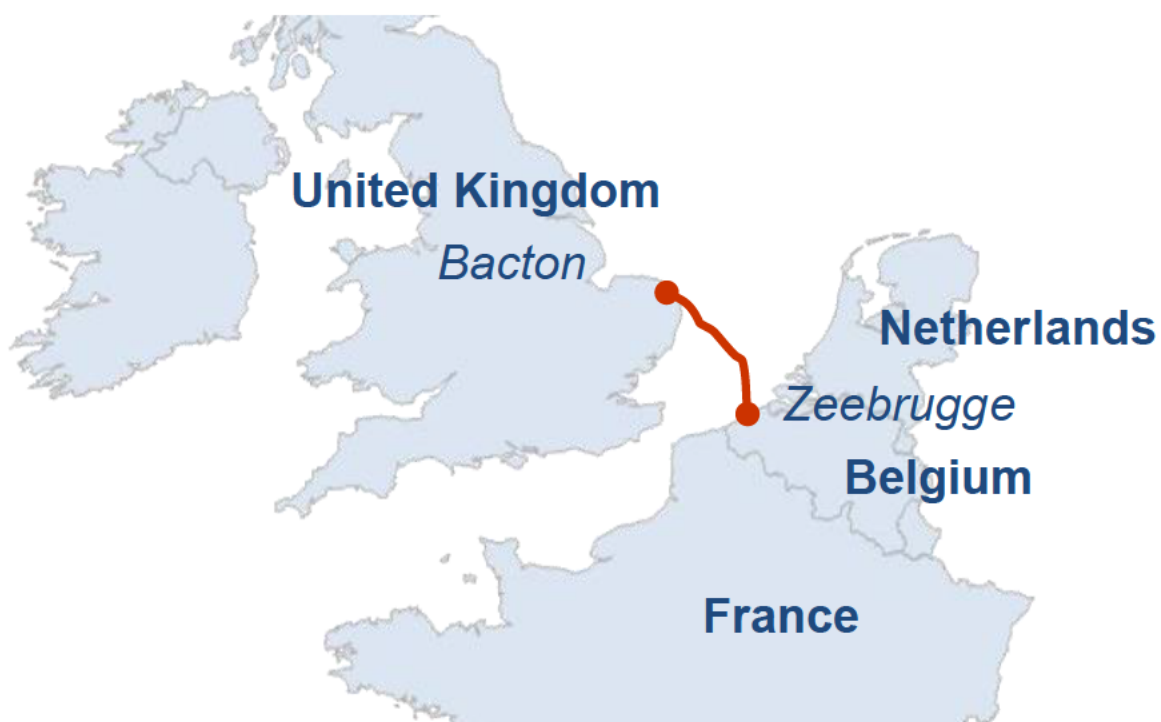 United Kingdom
Bacton
Netherlands
Zeebrugge
Belgium
France